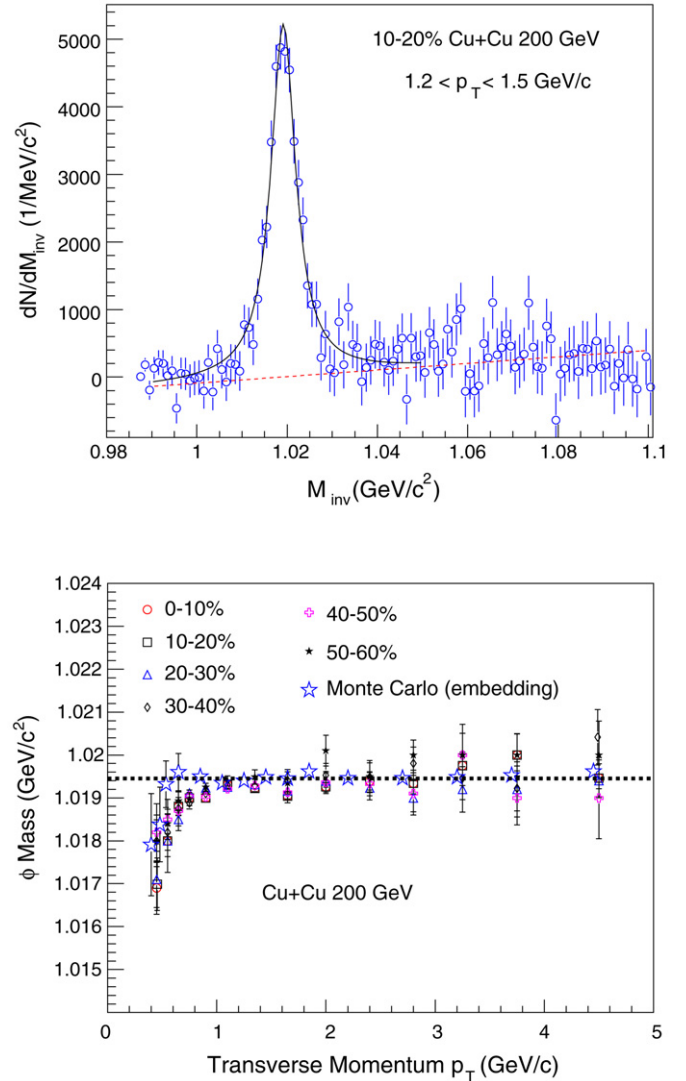 5000
4000
3000
2000
1000
0
dN/dM_inv (1/MeV/c²)
10-20% Cu+Cu 200 GeV
1.2 < p_T < 1.5 GeV/c
0.98 1 1.02 1.04 1.06 1.08 1.1
M_inv(GeV/c²)
1.024
1.023
1.022
1.021
1.02
1.019
1.018
1.017
1.016
1.015
ϕ Mass (GeV/c²)
0-10%
10-20%
20-30%
30-40%
40-50%
50-60%
Monte Carlo (embedding)
Cu+Cu 200 GeV
0 1 2 3 4 5
Transverse Momentum p_T (GeV/c)